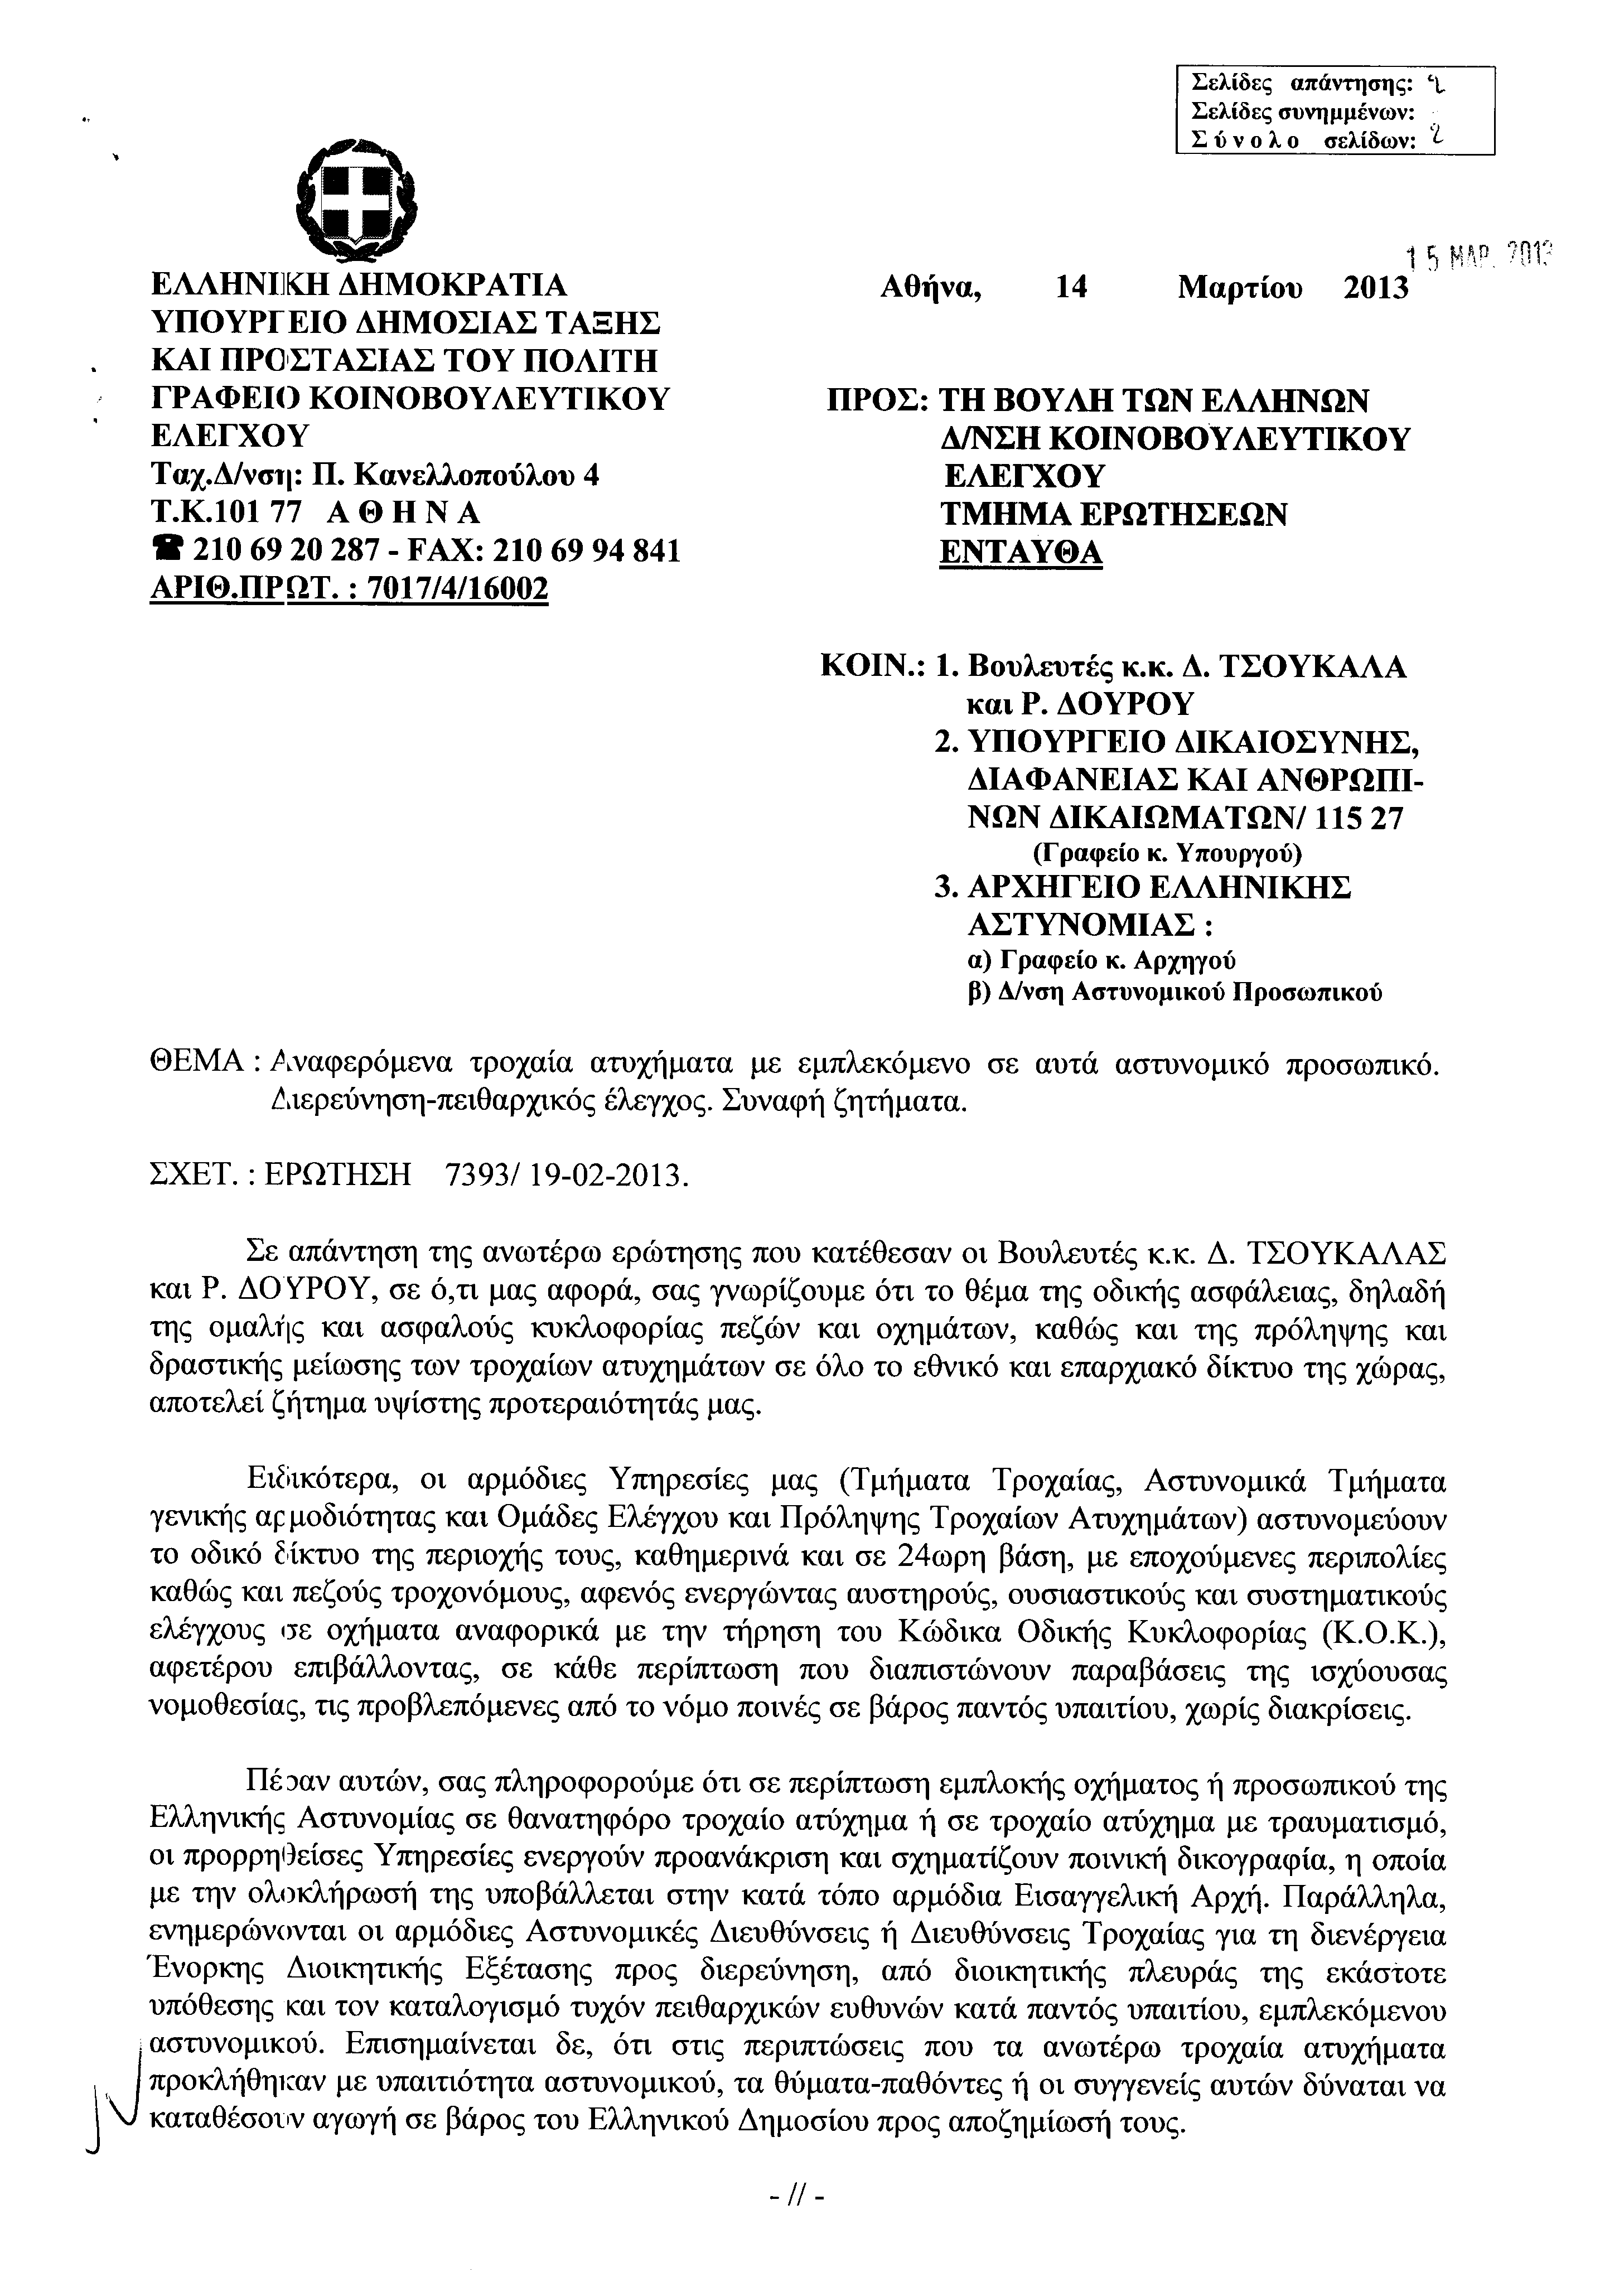 Σελίδες απάντησης: 2
Σελίδες συνημμένων:
Σύνολο σελίδων: 2
15 ΜΑΡ. 2013
ΕΛΛΗΝΙΚΗ ΔΗΜΟΚΡΑΤΙΑ
ΥΠΟΥΡΓΕΙΟ ΔΗΜΟΣΙΑΣ ΤΑΞΗΣ
ΚΑΙ ΠΡΟΣΤΑΣΙΑΣ ΤΟΥ ΠΟΛΙΤΗ
ΓΡΑΦΕΙΟ ΚΟΙΝΟΒΟΥΛΕΥΤΙΚΟΥ
ΕΛΕΓΧΟΥ
Ταχ.Δ/νση: Π. Κανελλοπούλου 4
Τ.Κ.101 77 Α Θ Η Ν Α
☎ 210 69 20 287 - FAX: 210 69 94 841
ΑΡΙΘ.ΠΡΩΤ. : 7017/4/16002
Αθήνα, 14 Μαρτίου 2013
ΠΡΟΣ: ΤΗ ΒΟΥΛΗ ΤΩΝ ΕΛΛΗΝΩΝ
Δ/ΝΣΗ ΚΟΙΝΟΒΟΥΛΕΥΤΙΚΟΥ
ΕΛΕΓΧΟΥ
ΤΜΗΜΑ ΕΡΩΤΗΣΕΩΝ
ΕΝΤΑΥΘΑ
ΚΟΙΝ.: 1. Βουλευτές κ.κ. Δ. ΤΣΟΥΚΑΛΑ
και Ρ. ΔΟΥΡΟΥ
2. ΥΠΟΥΡΓΕΙΟ ΔΙΚΑΙΟΣΥΝΗΣ,
ΔΙΑΦΑΝΕΙΑΣ ΚΑΙ ΑΝΘΡΩΠΙ-
ΝΩΝ ΔΙΚΑΙΩΜΑΤΩΝ/ 115 27
(Γραφείο κ. Υπουργού)
3. ΑΡΧΗΓΕΙΟ ΕΛΛΗΝΙΚΗΣ
ΑΣΤΥΝΟΜΙΑΣ :
α) Γραφείο κ. Αρχηγού
β) Δ/νση Αστυνομικού Προσωπικού
ΘΕΜΑ : Αναφερόμενα τροχαία ατυχήματα με εμπλεκόμενο σε αυτά αστυνομικό προσωπικό.
Διερεύνηση-πειθαρχικός έλεγχος. Συναφή ζητήματα.
ΣΧΕΤ. : ΕΡΩΤΗΣΗ 7393/ 19-02-2013.
Σε απάντηση της ανωτέρω ερώτησης που κατέθεσαν οι Βουλευτές κ.κ. Δ. ΤΣΟΥΚΑΛΑΣ
και Ρ. ΔΟΥΡΟΥ, σε ό,τι μας αφορά, σας γνωρίζουμε ότι το θέμα της οδικής ασφάλειας, δηλαδή
της ομαλής και ασφαλούς κυκλοφορίας πεζών και οχημάτων, καθώς και της πρόληψης και
δραστικής μείωσης των τροχαίων ατυχημάτων σε όλο το εθνικό και επαρχιακό δίκτυο της χώρας,
αποτελεί ζήτημα υψίστης προτεραιότητάς μας.
Ειδικότερα, οι αρμόδιες Υπηρεσίες μας (Τμήματα Τροχαίας, Αστυνομικά Τμήματα
γενικής αρμοδιότητας και Ομάδες Ελέγχου και Πρόληψης Τροχαίων Ατυχημάτων) αστυνομεύουν
το οδικό δίκτυο της περιοχής τους, καθημερινά και σε 24ωρη βάση, με εποχούμενες περιπολίες
καθώς και πεζούς τροχονόμους, αφενός ενεργώντας αυστηρούς, ουσιαστικούς και συστηματικούς
ελέγχους σε οχήματα αναφορικά με την τήρηση του Κώδικα Οδικής Κυκλοφορίας (Κ.Ο.Κ.),
αφετέρου επιβάλλοντας, σε κάθε περίπτωση που διαπιστώνουν παραβάσεις της ισχύουσας
νομοθεσίας, τις προβλεπόμενες από το νόμο ποινές σε βάρος παντός υπαιτίου, χωρίς διακρίσεις.
Πέραν αυτών, σας πληροφορούμε ότι σε περίπτωση εμπλοκής οχήματος ή προσωπικού της
Ελληνικής Αστυνομίας σε θανατηφόρο τροχαίο ατύχημα ή σε τροχαίο ατύχημα με τραυματισμό,
οι προρρηθείσες Υπηρεσίες ενεργούν προανάκριση και σχηματίζουν ποινική δικογραφία, η οποία
με την ολοκλήρωσή της υποβάλλεται στην κατά τόπο αρμόδια Εισαγγελική Αρχή. Παράλληλα,
ενημερώνονται οι αρμόδιες Αστυνομικές Διευθύνσεις ή Διευθύνσεις Τροχαίας για τη διενέργεια
Ένορκης Διοικητικής Εξέτασης προς διερεύνηση, από διοικητικής πλευράς της εκάστοτε
υπόθεσης και τον καταλογισμό τυχόν πειθαρχικών ευθυνών κατά παντός υπαιτίου, εμπλεκόμενου
αστυνομικού. Επισημαίνεται δε, ότι στις περιπτώσεις που τα ανωτέρω τροχαία ατυχήματα
προκλήθηκαν με υπαιτιότητα αστυνομικού, τα θύματα-παθόντες ή οι συγγενείς αυτών δύναται να
καταθέσουν αγωγή σε βάρος του Ελληνικού Δημοσίου προς αποζημίωσή τους.
- // -